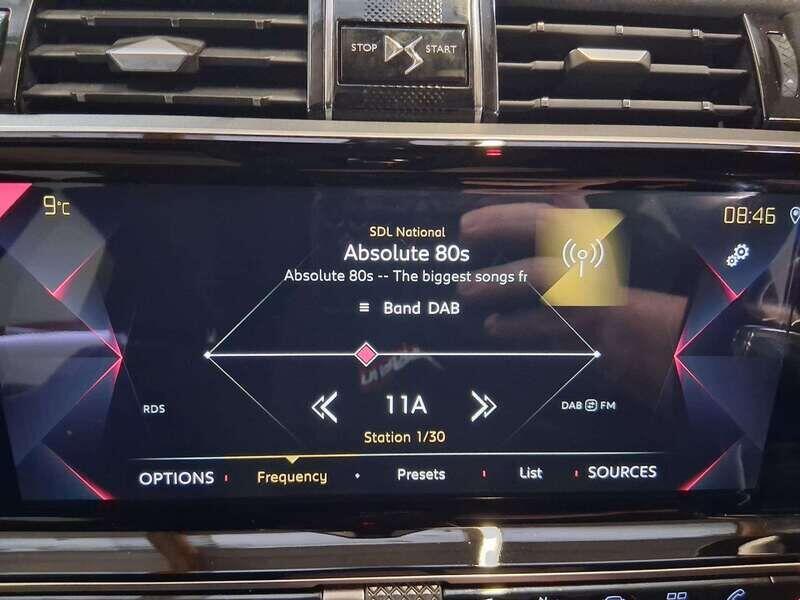 STOP DS START
9°C
08:46
SDL National
Absolute 80s
Absolute 80s -- The biggest songs fr
Band DAB
11A
RDS
DAB FM
Station 1/30
OPTIONS Frequency Presets List SOURCES